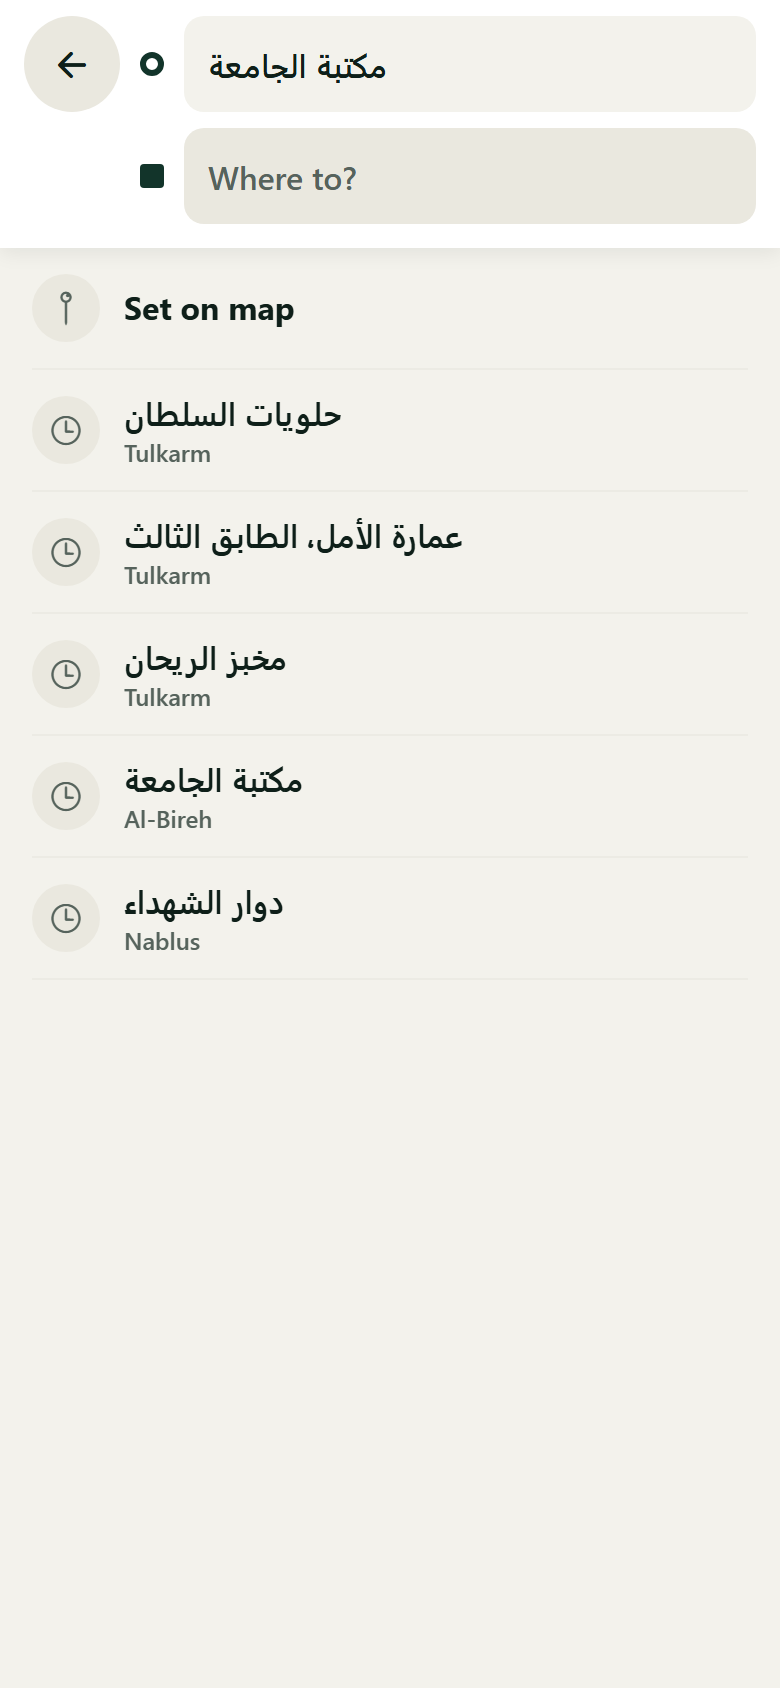 مكتبة الجامعة
Where to?
Set on map
حلويات السلطان
Tulkarm
عمارة الأمل، الطابق الثالث
Tulkarm
مخبز الريحان
Tulkarm
مكتبة الجامعة
Al-Bireh
دوار الشهداء
Nablus